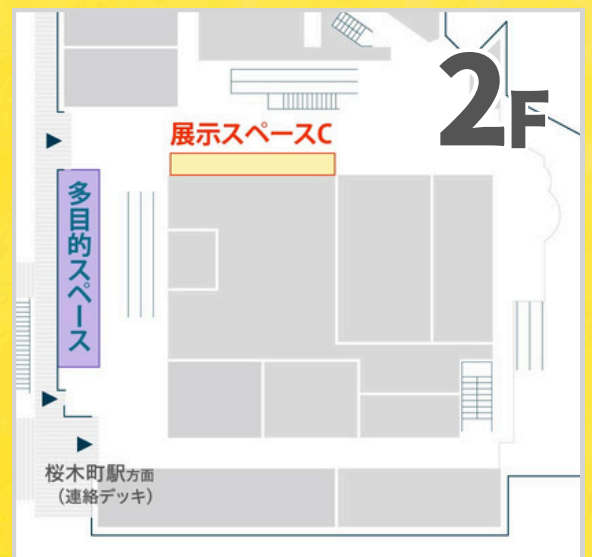 2F
展示スペースC
多目的スペース
桜木町駅方面
（連絡デッキ）